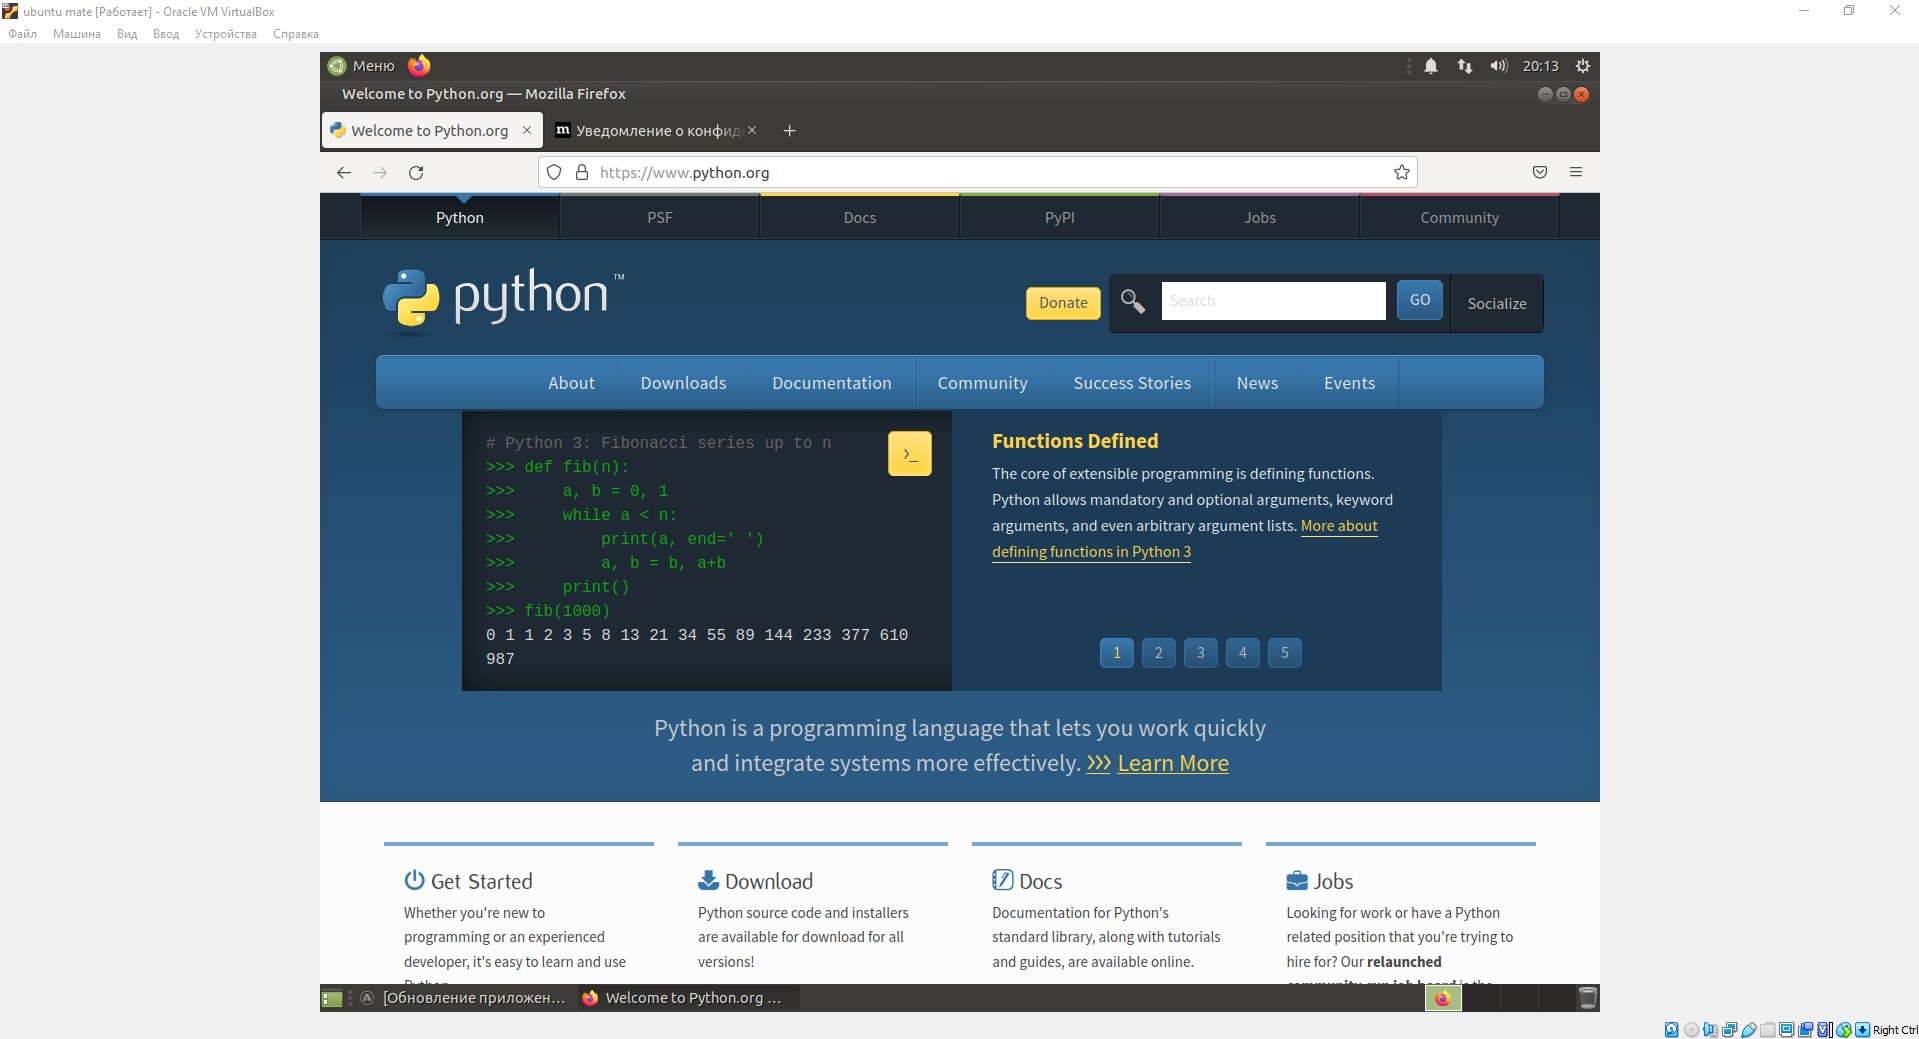 ubuntu mate [Работает] - Oracle VM VirtualBox
Файл Машина Вид Ввод Устройства Справка
Меню 20:13
Welcome to Python.org — Mozilla Firefox
Welcome to Python.org Уведомление о конфид
https://www.python.org
Python PSF Docs PyPI Jobs Community
python™ Donate Search GO Socialize
About Downloads Documentation Community Success Stories News Events
# Python 3: Fibonacci series up to n
>>> def fib(n):
>>>     a, b = 0, 1
>>>     while a < n:
>>>         print(a, end=' ')
>>>         a, b = b, a+b
>>>     print()
>>> fib(1000)
0 1 1 2 3 5 8 13 21 34 55 89 144 233 377 610
987
>_
Functions Defined
The core of extensible programming is defining functions.
Python allows mandatory and optional arguments, keyword
arguments, and even arbitrary argument lists. More about
defining functions in Python 3
1 2 3 4 5
Python is a programming language that lets you work quickly
and integrate systems more effectively. >>> Learn More
Get Started
Whether you're new to
programming or an experienced
developer, it's easy to learn and use
Python.
Download
Python source code and installers
are available for download for all
versions!
Docs
Documentation for Python's
standard library, along with tutorials
and guides, are available online.
Jobs
Looking for work or have a Python
related position that you're trying to
hire for? Our relaunched
community-run job board is the
[Обновление приложен... Welcome to Python.org ...
Right Ctrl